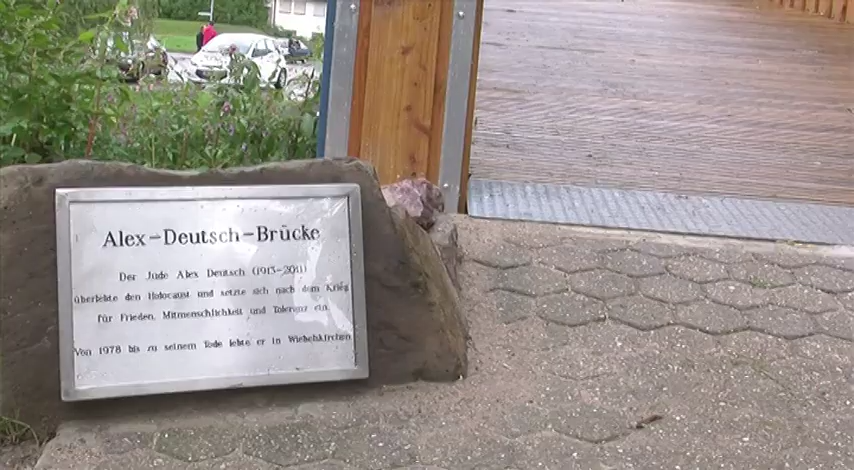 Alex-Deutsch-Brücke
Der Jude Alex Deutsch (1913-2011)
überlebte den Holocaust und setzte sich nach dem Krieg
für Frieden, Mitmenschlichkeit und Toleranz ein.
Von 1978 bis zu seinem Tode lebte er in Wiebelskirchen